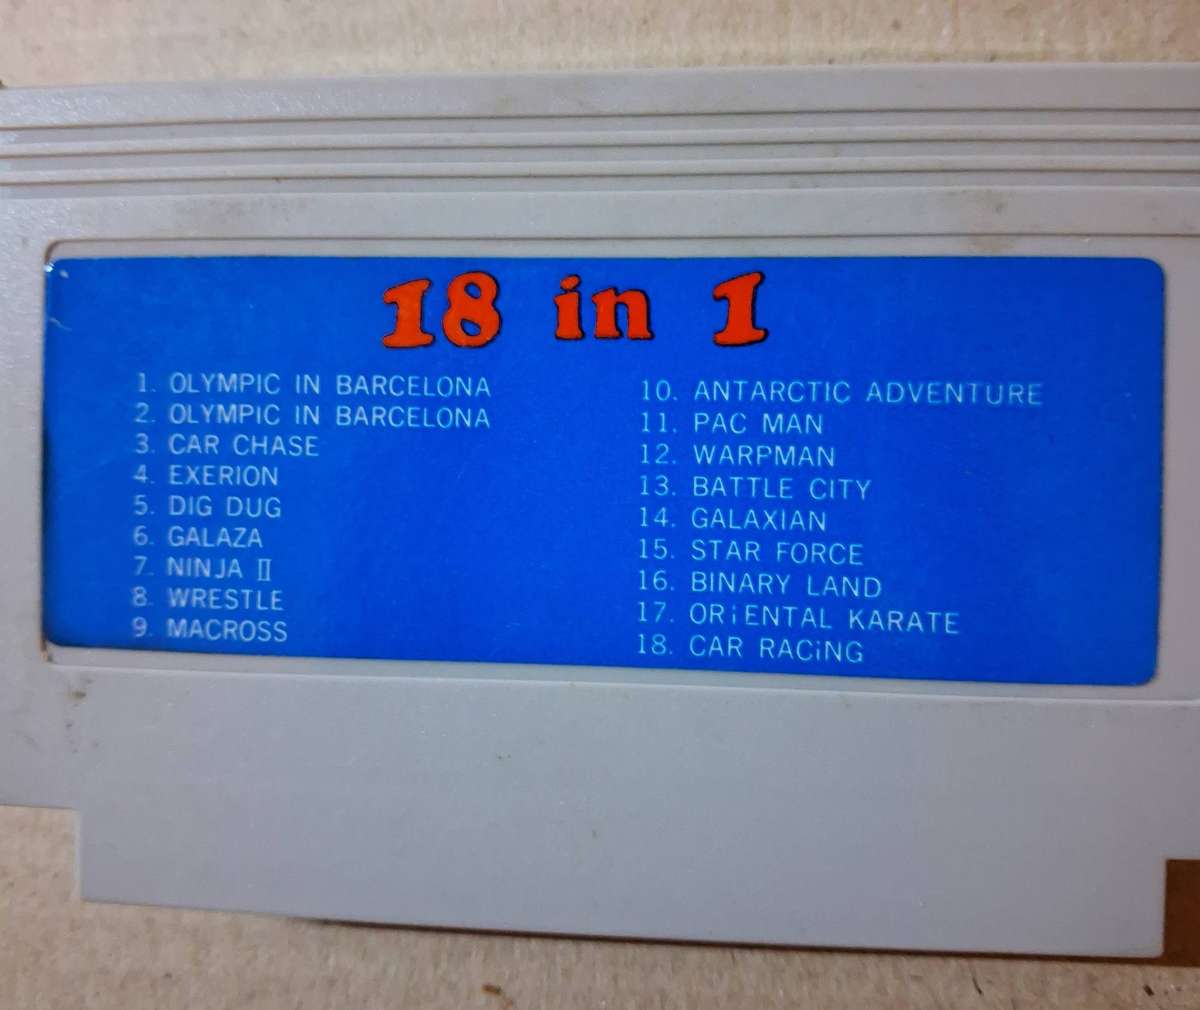 18 in 1
1. OLYMPIC IN BARCELONA
2. OLYMPIC IN BARCELONA
3. CAR CHASE
4. EXERION
5. DIG DUG
6. GALAZA
7. NINJA II
8. WRESTLE
9. MACROSS
10. ANTARCTIC ADVENTURE
11. PAC MAN
12. WARPMAN
13. BATTLE CITY
14. GALAXIAN
15. STAR FORCE
16. BINARY LAND
17. ORiENTAL KARATE
18. CAR RACiNG